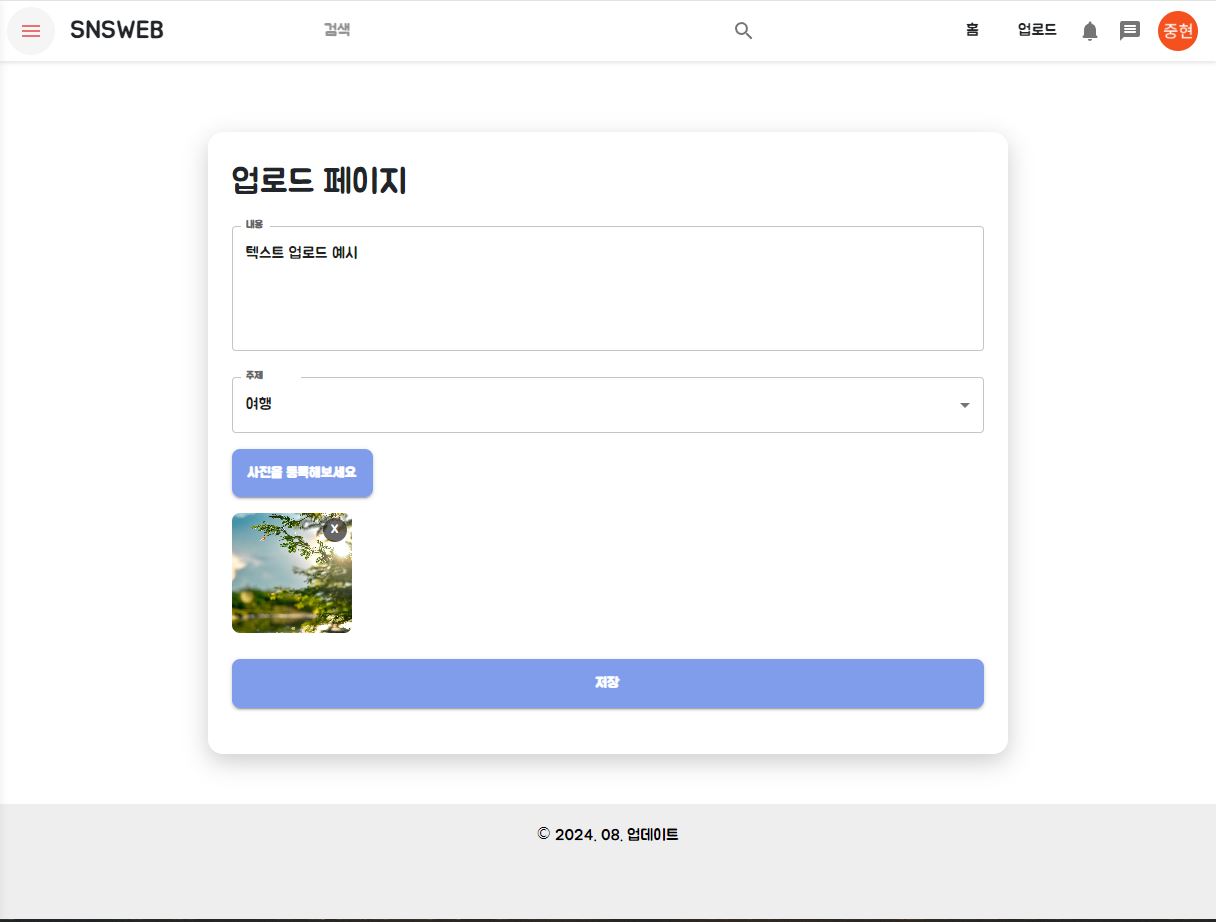 SNSWEB
검색
홈
업로드
중현
업로드 페이지
내용
텍스트 업로드 예시
주제
여행
사진을 등록해보세요
X
저장
© 2024. 08. 업데이트